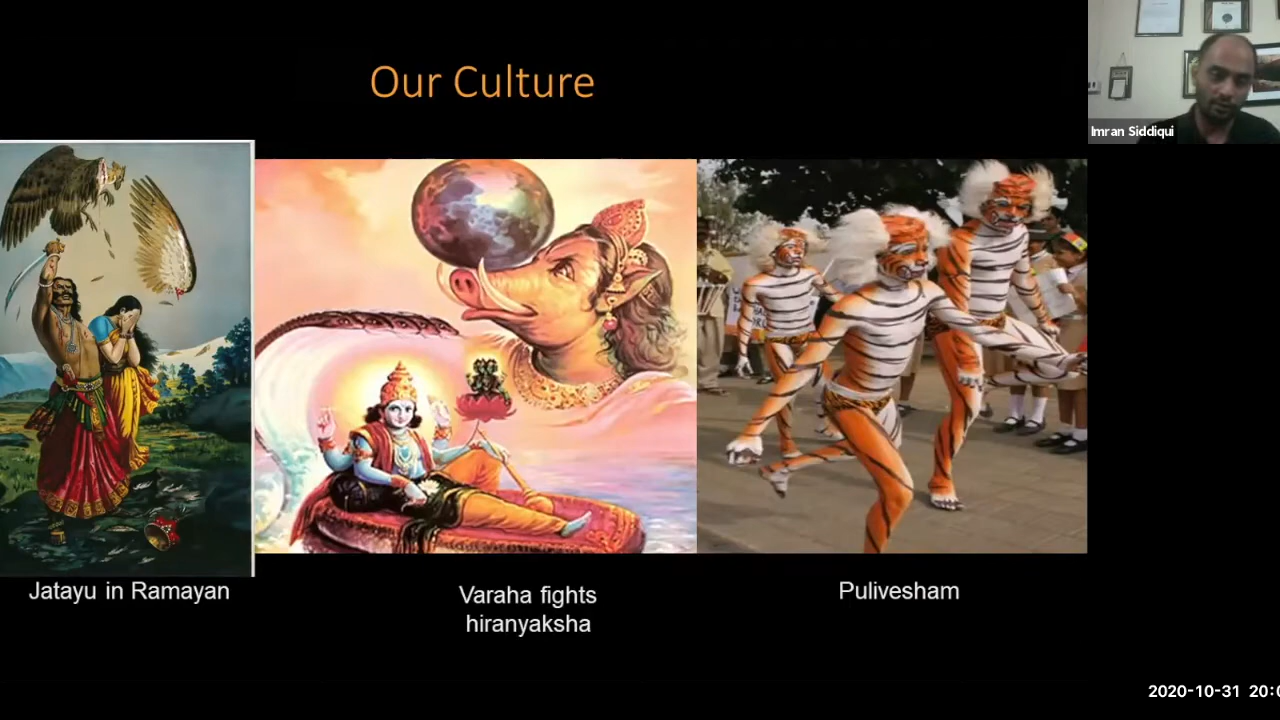 Our Culture
Imran Siddiqui
Jatayu in Ramayan
Varaha fights
hiranyaksha
Pulivesham
2020-10-31 20:0